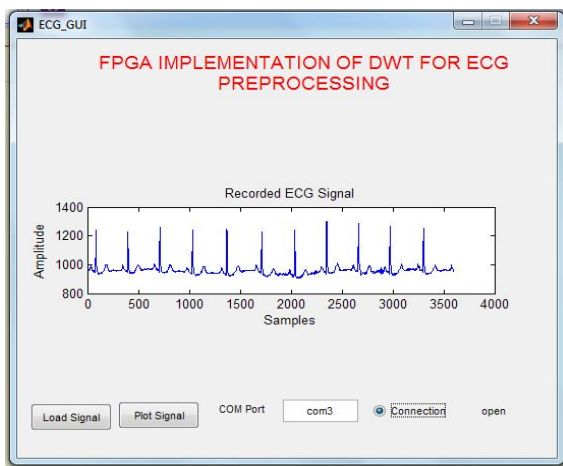 ECG_GUI
FPGA IMPLEMENTATION OF DWT FOR ECG
PREPROCESSING
Recorded ECG Signal
1400
1200
1000
800
Amplitude
0 500 1000 1500 2000 2500 3000 3500 4000
Samples
Load Signal Plot Signal COM Port com3 Connection open